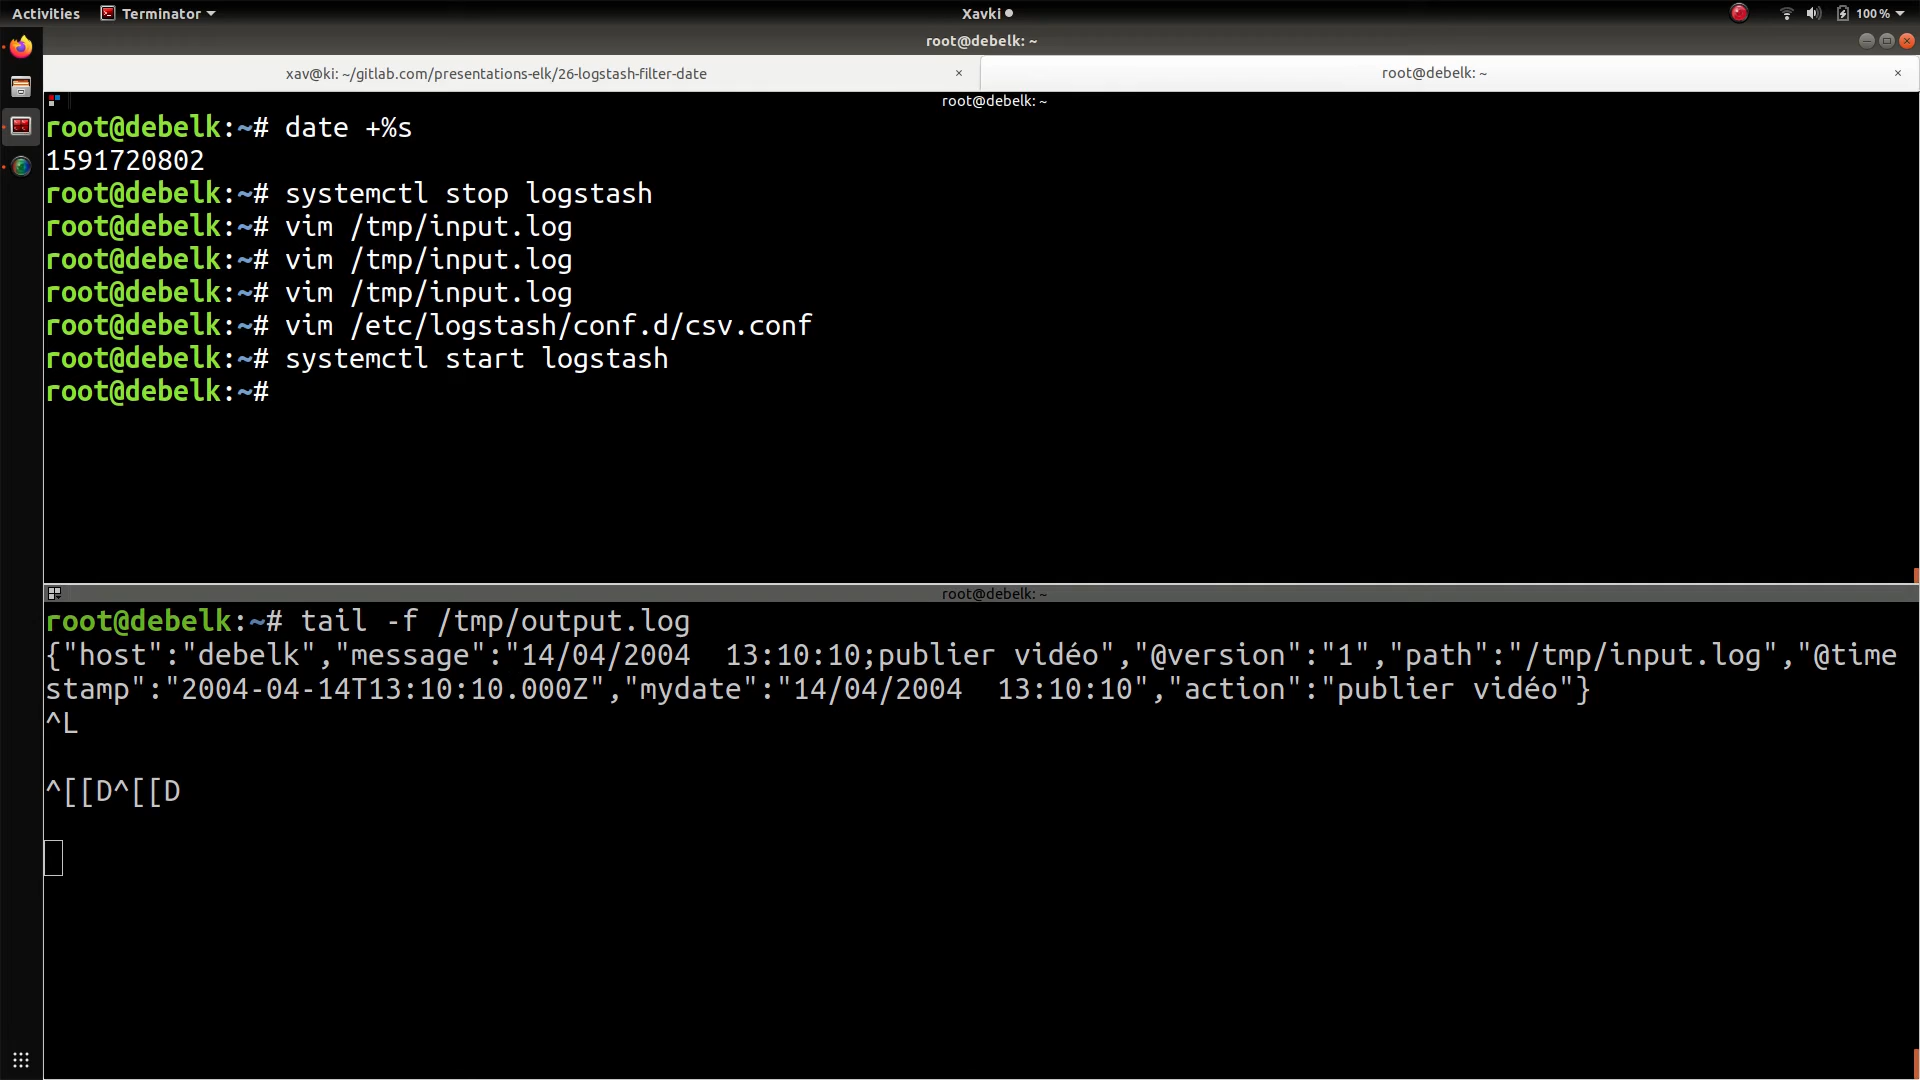 Activities Terminator Xavki 100 %
root@debelk: ~
xav@ki: ~/gitlab.com/presentations-elk/26-logstash-filter-date × root@debelk: ~ ×
root@debelk: ~
root@debelk:~# date +%s
1591720802
root@debelk:~# systemctl stop logstash
root@debelk:~# vim /tmp/input.log
root@debelk:~# vim /tmp/input.log
root@debelk:~# vim /tmp/input.log
root@debelk:~# vim /etc/logstash/conf.d/csv.conf
root@debelk:~# systemctl start logstash
root@debelk:~#
root@debelk: ~
root@debelk:~# tail -f /tmp/output.log
{"host":"debelk","message":"14/04/2004  13:10:10;publier vidéo","@version":"1","path":"/tmp/input.log","@time
stamp":"2004-04-14T13:10:10.000Z","mydate":"14/04/2004  13:10:10","action":"publier vidéo"}
^L
^[[D^[[D